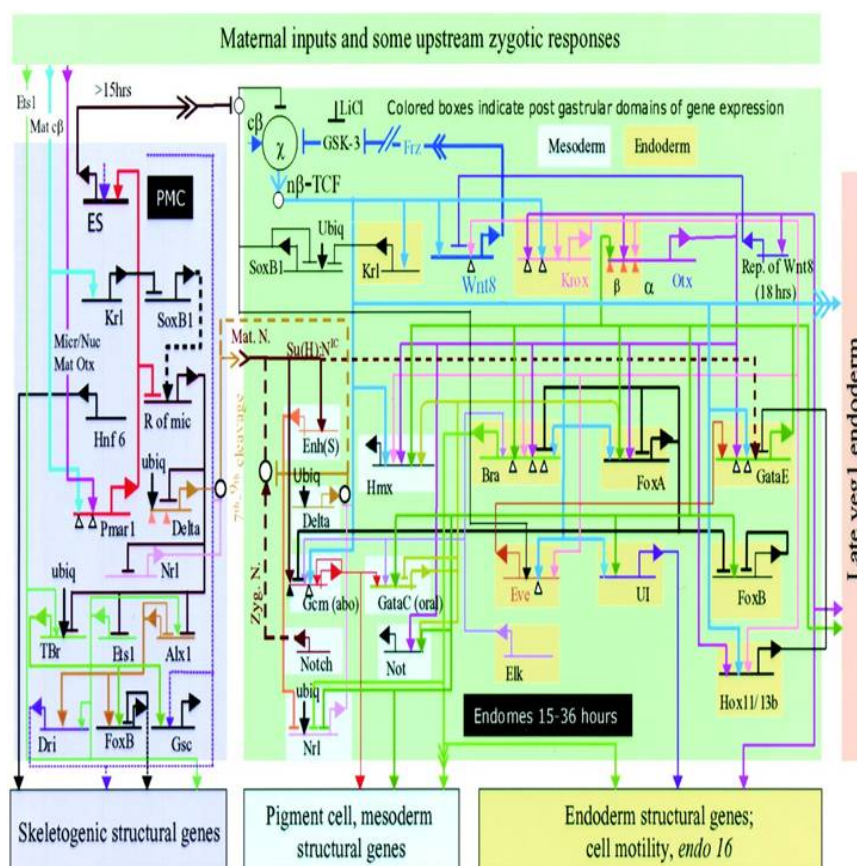 Maternal inputs and some upstream zygotic responses
Ets1
Mat cβ
>15hrs
LiCl
Colored boxes indicate post gastrular domains of gene expression
cβ
χ
GSK-3
Frz
Mesoderm
Endoderm
nβ-TCF
PMC
ES
Ubiq
SoxB1
Krl
Wnt8
Krox
β
α
Otx
Rep. of Wnt8
(18 hrs)
Krl
SoxB1
Micr/Nuc
Mat Otx
Mat. N.
Su(H):N^IC
R of mic
Hnf 6
Enh(S)
ubiq
Ubiq
Hmx
Bra
FoxA
GataE
Pmar1
Delta
7th-9th cleavage
Delta
Nrl
ubiq
Zyg. N.
Gcm (abo)
GataC (oral)
Eve
UI
FoxB
TBr
Ets1
Alx1
Notch
Not
Elk
ubiq
Hox11/13b
Dri
FoxB
Gsc
Nrl
Endomes 15-36 hours
Late veg1 endoderm
Skeletogenic structural genes
Pigment cell, mesoderm
structural genes
Endoderm structural genes;
cell motility, endo 16